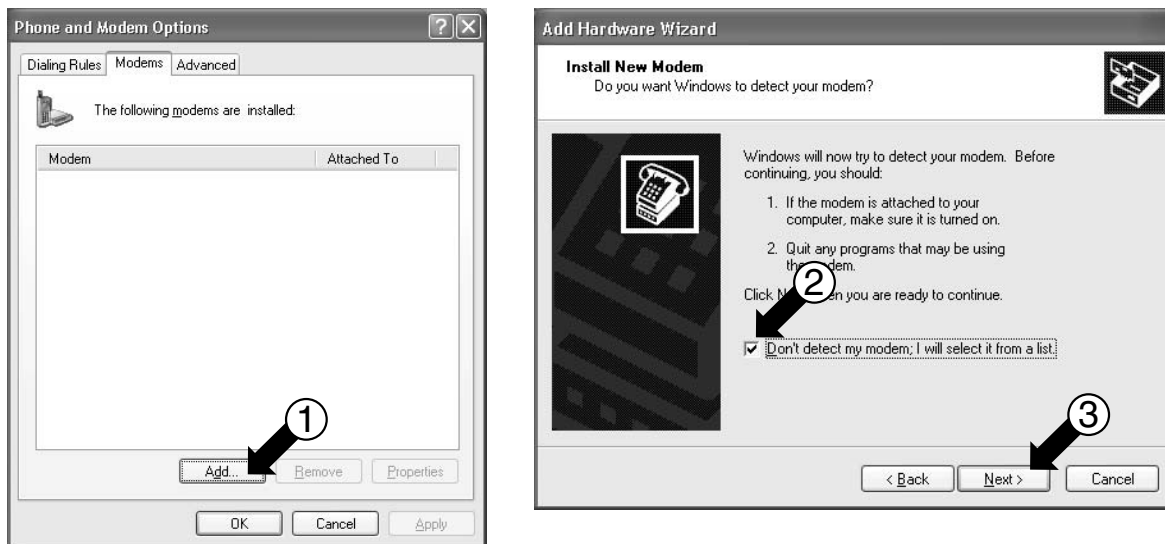 Phone and Modem Options
Dialing Rules Modems Advanced
The following modems are installed:
Modem Attached To
1
Add... Remove Properties
OK Cancel Apply
Add Hardware Wizard
Install New Modem
Do you want Windows to detect your modem?
Windows will now try to detect your modem. Before
continuing, you should:
1. If the modem is attached to your
computer, make sure it is turned on.
2. Quit any programs that may be using
2
Click you are ready to continue.
Don't detect my modem; I will select it from a list.
3
< Back Next > Cancel